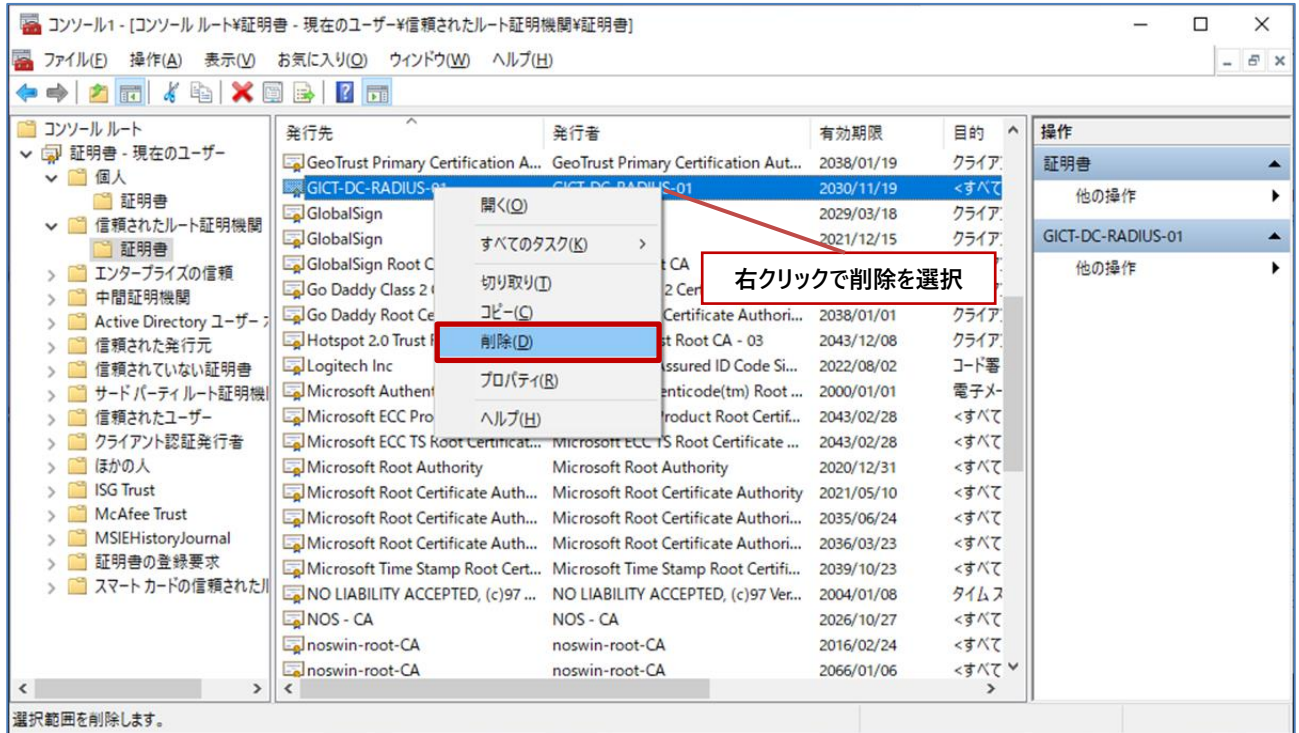 コンソール1 - [コンソール ルート¥証明書 - 現在のユーザー¥信頼されたルート証明機関¥証明書]
ファイル(F) 操作(A) 表示(V) お気に入り(O) ウィンドウ(W) ヘルプ(H)
コンソール ルート
証明書 - 現在のユーザー
個人
証明書
信頼されたルート証明機関
証明書
エンタープライズの信頼
中間証明機関
Active Directory ユーザー
信頼された発行元
信頼されていない証明書
サード パーティ ルート証明機
信頼されたユーザー
クライアント認証発行者
ほかの人
ISG Trust
McAfee Trust
MSIEHistoryJournal
証明書の登録要求
スマート カードの信頼された
発行先 発行者 有効期限 目的
GeoTrust Primary Certification A... GeoTrust Primary Certification Aut... 2038/01/19 クライア
GICT-DC-RADIUS-01 GICT-DC-RADIUS-01 2030/11/19 <すべて
GlobalSign 2029/03/18 クライア
GlobalSign 2021/12/15 クライア
GlobalSign Root C t CA
Go Daddy Class 2 2 Cer
Go Daddy Root Ce Certificate Authori... 2038/01/01 クライア
Hotspot 2.0 Trust st Root CA - 03 2043/12/08 クライア
Logitech Inc ssured ID Code Si... 2022/08/02 コード署
Microsoft Authent enticode(tm) Root ... 2000/01/01 電子メー
Microsoft ECC Pro roduct Root Certif... 2043/02/28 <すべて
Microsoft ECC TS Root Certificat... Microsoft ECC TS Root Certificate ... 2043/02/28 <すべて
Microsoft Root Authority Microsoft Root Authority 2020/12/31 <すべて
Microsoft Root Certificate Auth... Microsoft Root Certificate Authority 2021/05/10 <すべて
Microsoft Root Certificate Auth... Microsoft Root Certificate Authori... 2035/06/24 <すべて
Microsoft Root Certificate Auth... Microsoft Root Certificate Authori... 2036/03/23 <すべて
Microsoft Time Stamp Root Cert... Microsoft Time Stamp Root Certifi... 2039/10/23 <すべて
NO LIABILITY ACCEPTED, (c)97 ... NO LIABILITY ACCEPTED, (c)97 Ver... 2004/01/08 タイム ス
NOS - CA NOS - CA 2026/10/27 <すべて
noswin-root-CA noswin-root-CA 2016/02/24 <すべて
noswin-root-CA noswin-root-CA 2066/01/06 <すべて
開く(O)
すべてのタスク(K)
切り取り(T)
コピー(C)
削除(D)
プロパティ(R)
ヘルプ(H)
右クリックで削除を選択
操作
証明書
他の操作
GICT-DC-RADIUS-01
他の操作
選択範囲を削除します。